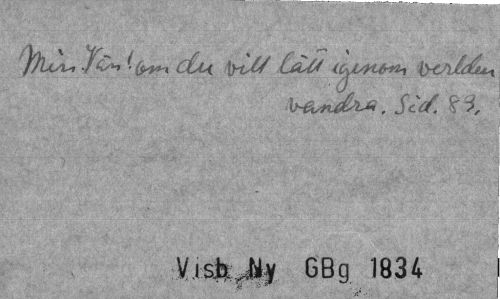 Min Vän! om du vill lätt igenom verlden
vandra. Sid. 83.
Visb Ny GBg 1834